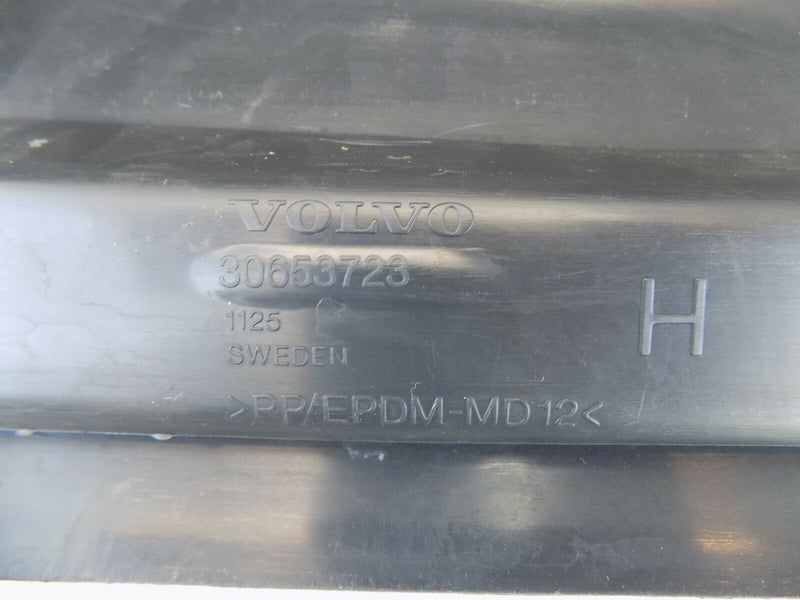 VOLVO
30653723
1125
SWEDEN
H
>PP/EPDM-MD12<